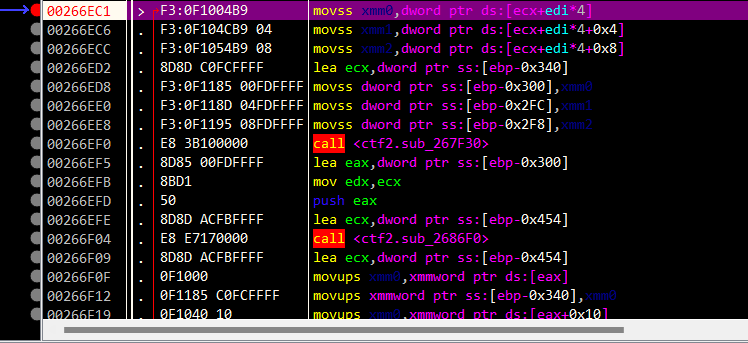 00266EC1 > F3:0F1004B9 movss xmm0,dword ptr ds:[ecx+edi*4]
00266EC6 . F3:0F104CB9 04 movss xmm1,dword ptr ds:[ecx+edi*4+0x4]
00266ECC . F3:0F1054B9 08 movss xmm2,dword ptr ds:[ecx+edi*4+0x8]
00266ED2 . 8D8D C0FCFFFF lea ecx,dword ptr ss:[ebp-0x340]
00266ED8 . F3:0F1185 00FDFFFF movss dword ptr ss:[ebp-0x300],xmm0
00266EE0 . F3:0F118D 04FDFFFF movss dword ptr ss:[ebp-0x2FC],xmm1
00266EE8 . F3:0F1195 08FDFFFF movss dword ptr ss:[ebp-0x2F8],xmm2
00266EF0 . E8 3B100000 call <ctf2.sub_267F30>
00266EF5 . 8D85 00FDFFFF lea eax,dword ptr ss:[ebp-0x300]
00266EFB . 8BD1 mov edx,ecx
00266EFD . 50 push eax
00266EFE . 8D8D ACFBFFFF lea ecx,dword ptr ss:[ebp-0x454]
00266F04 . E8 E7170000 call <ctf2.sub_2686F0>
00266F09 . 8D8D ACFBFFFF lea ecx,dword ptr ss:[ebp-0x454]
00266F0F . 0F1000 movups xmm0,xmmword ptr ds:[eax]
00266F12 . 0F1185 C0FCFFFF movups xmmword ptr ss:[ebp-0x340],xmm0
00266F19 . 0F1040 10 movups xmm0,xmmword ptr ds:[eax+0x10]